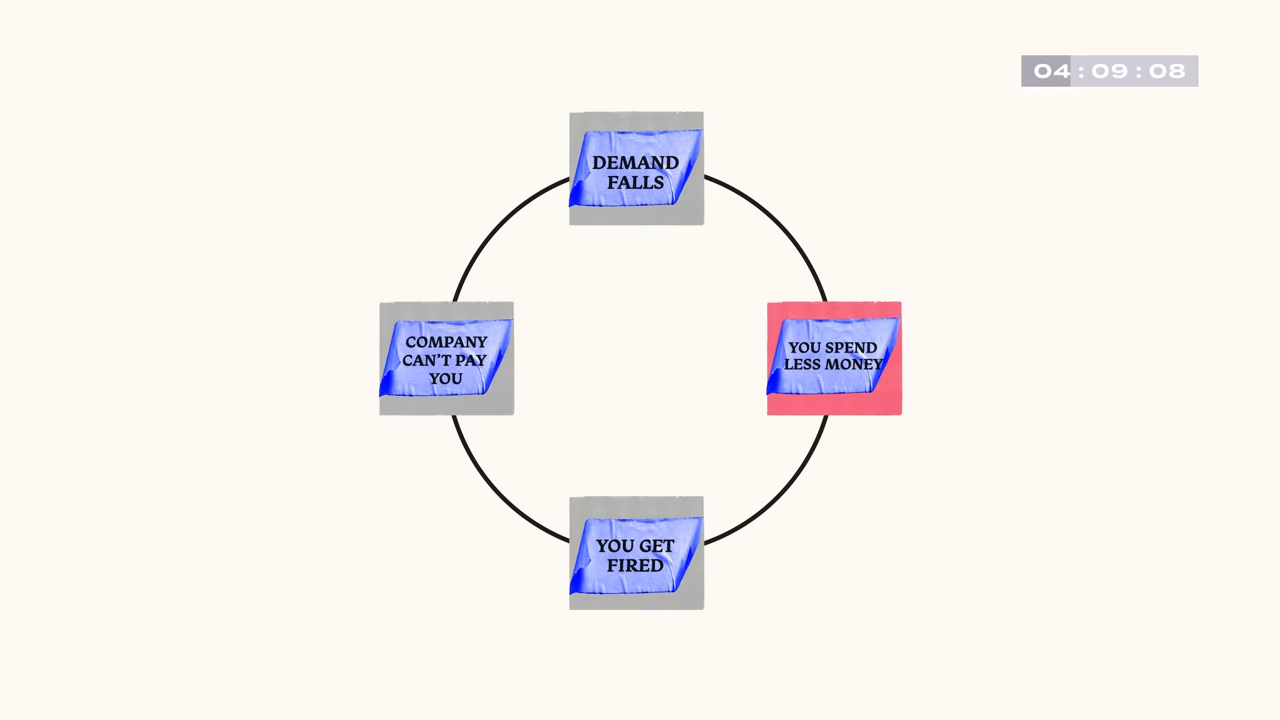 04:09:08
DEMAND
FALLS
COMPANY
CAN'T PAY
YOU
YOU SPEND
LESS MONEY
YOU GET
FIRED